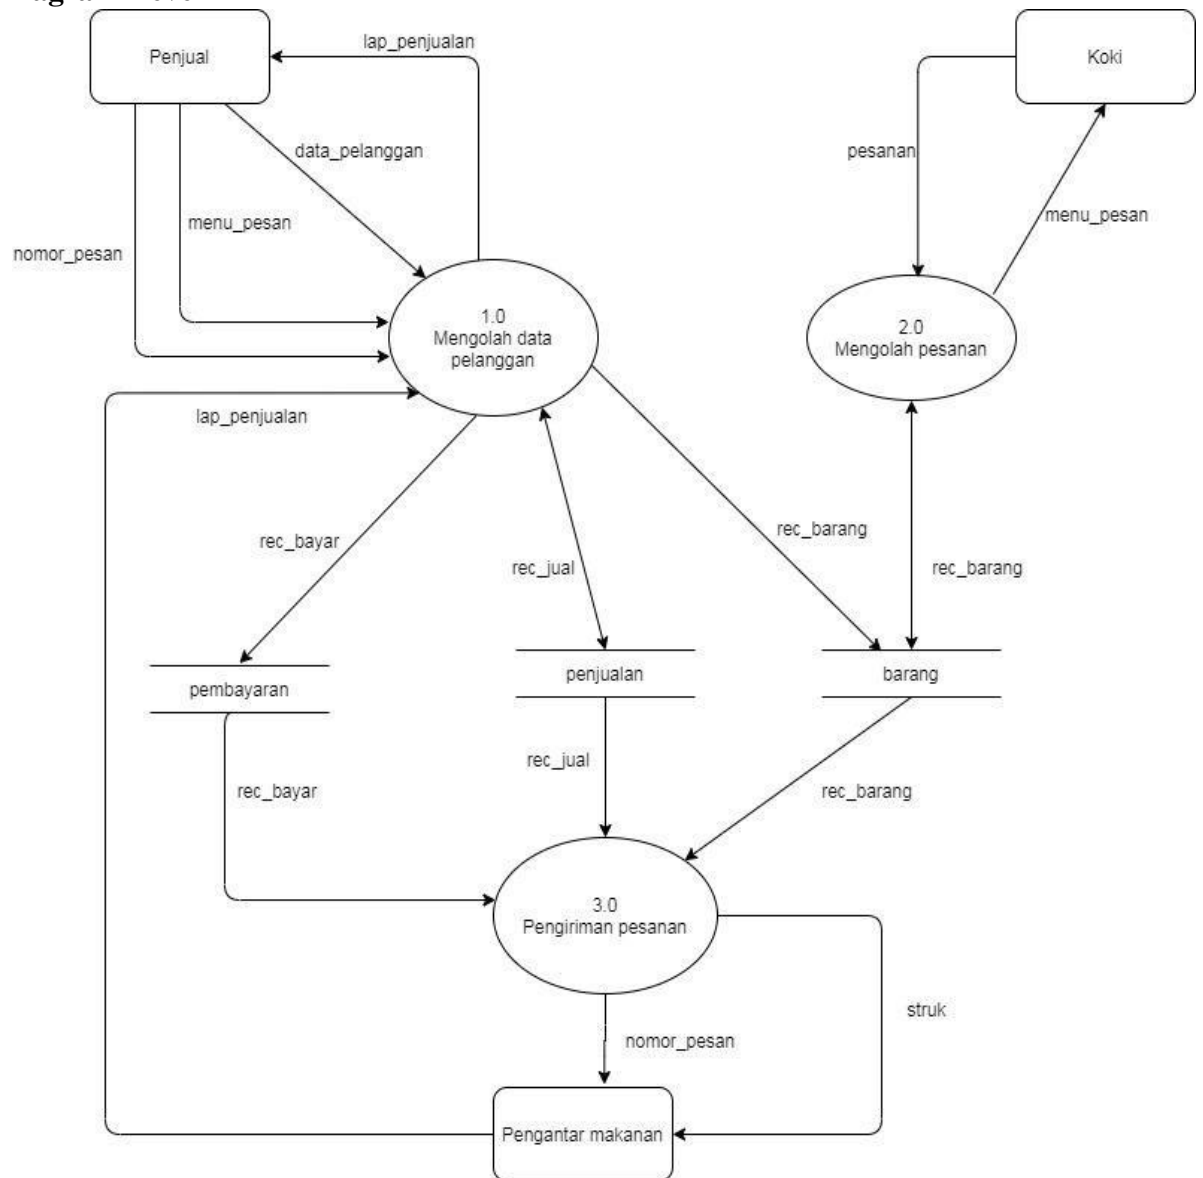 lap_penjualan
Penjual
Koki
data_pelanggan
pesanan
menu_pesan
menu_pesan
nomor_pesan
1.0
Mengolah data
pelanggan
2.0
Mengolah pesanan
lap_penjualan
rec_bayar
rec_jual
rec_barang
rec_barang
pembayaran
penjualan
barang
rec_bayar
rec_jual
rec_barang
3.0
Pengiriman pesanan
struk
nomor_pesan
Pengantar makanan